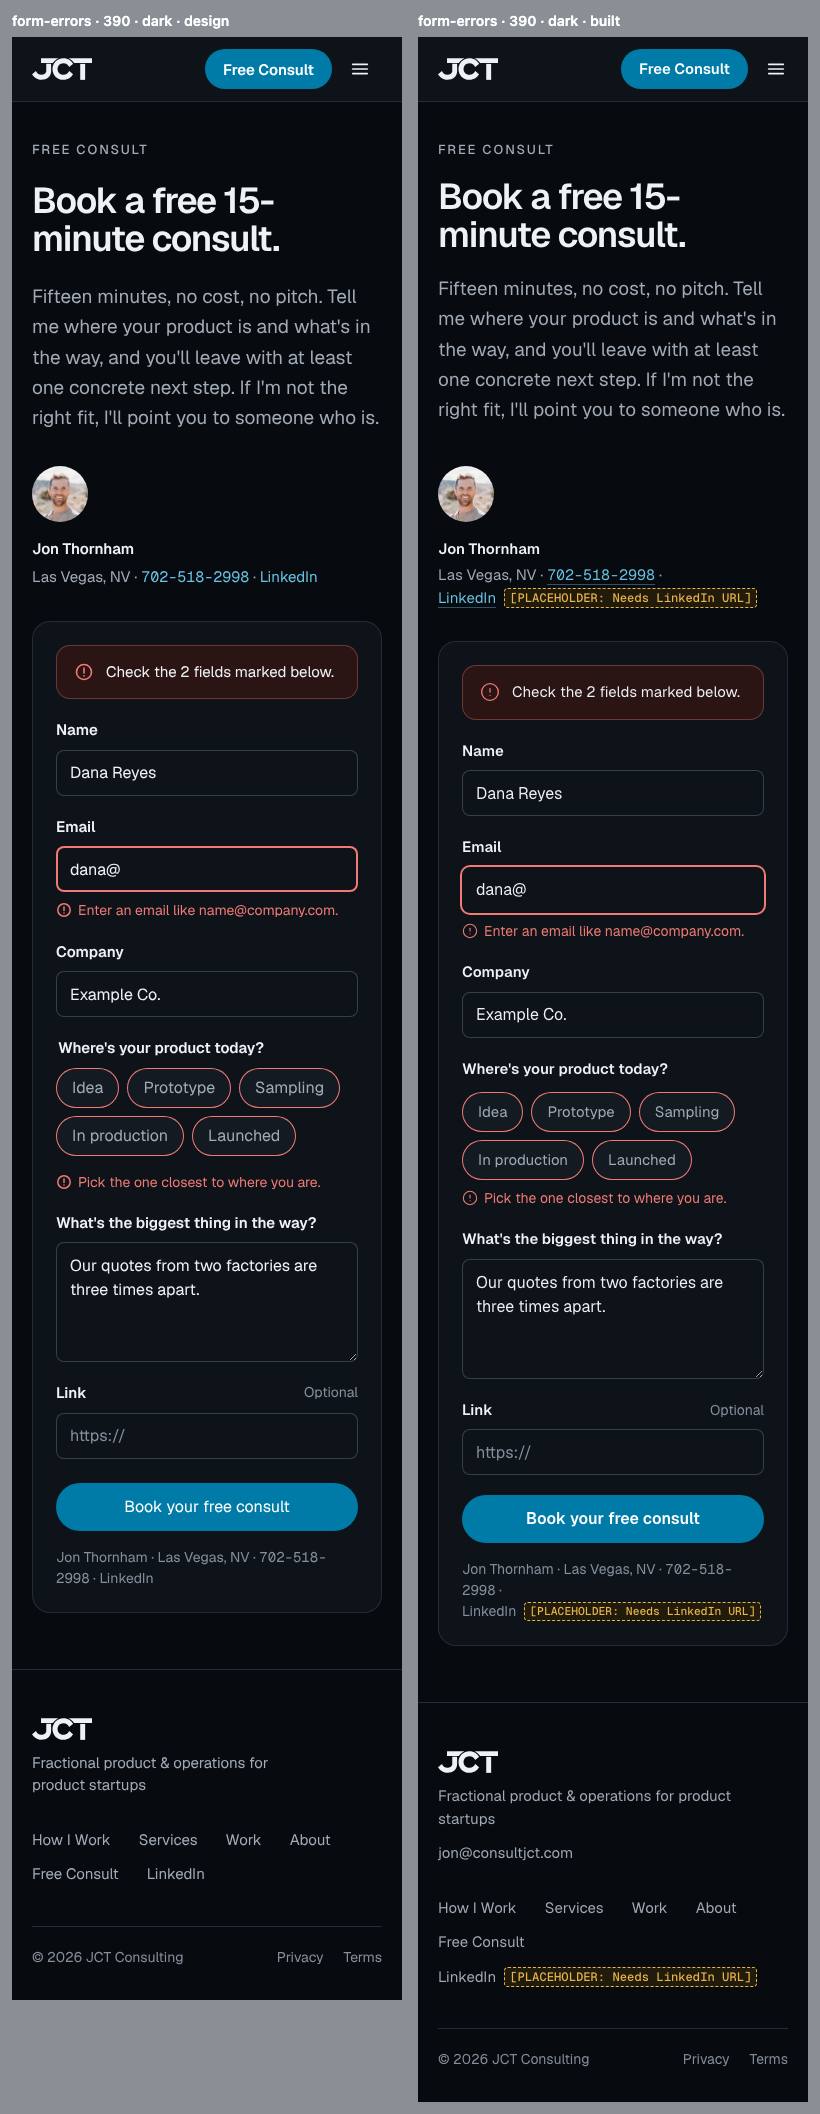 form-errors · 390 · dark · design
JCT
Free Consult
FREE CONSULT
Book a free 15-
minute consult.
Fifteen minutes, no cost, no pitch. Tell
me where your product is and what's in
the way, and you'll leave with at least
one concrete next step. If I'm not the
right fit, I'll point you to someone who is.
Jon Thornham
Las Vegas, NV · 702-518-2998 · LinkedIn
Check the 2 fields marked below.
Name
Dana Reyes
Email
dana@
Enter an email like name@company.com.
Company
Example Co.
Where's your product today?
Idea Prototype Sampling
In production Launched
Pick the one closest to where you are.
What's the biggest thing in the way?
Our quotes from two factories are
three times apart.
Link Optional
https://
Book your free consult
Jon Thornham · Las Vegas, NV · 702-518-
2998 · LinkedIn
JCT
Fractional product & operations for
product startups
How I Work Services Work About
Free Consult LinkedIn
© 2026 JCT Consulting Privacy Terms
form-errors · 390 · dark · built
JCT
Free Consult
FREE CONSULT
Book a free 15-
minute consult.
Fifteen minutes, no cost, no pitch. Tell
me where your product is and what's in
the way, and you'll leave with at least
one concrete next step. If I'm not the
right fit, I'll point you to someone who is.
Jon Thornham
Las Vegas, NV · 702-518-2998 ·
LinkedIn [PLACEHOLDER: Needs LinkedIn URL]
Check the 2 fields marked below.
Name
Dana Reyes
Email
dana@
Enter an email like name@company.com.
Company
Example Co.
Where's your product today?
Idea Prototype Sampling
In production Launched
Pick the one closest to where you are.
What's the biggest thing in the way?
Our quotes from two factories are
three times apart.
Link Optional
https://
Book your free consult
Jon Thornham · Las Vegas, NV · 702-518-
2998 ·
LinkedIn [PLACEHOLDER: Needs LinkedIn URL]
JCT
Fractional product & operations for product
startups
jon@consultjct.com
How I Work Services Work About
Free Consult
LinkedIn [PLACEHOLDER: Needs LinkedIn URL]
© 2026 JCT Consulting Privacy Terms